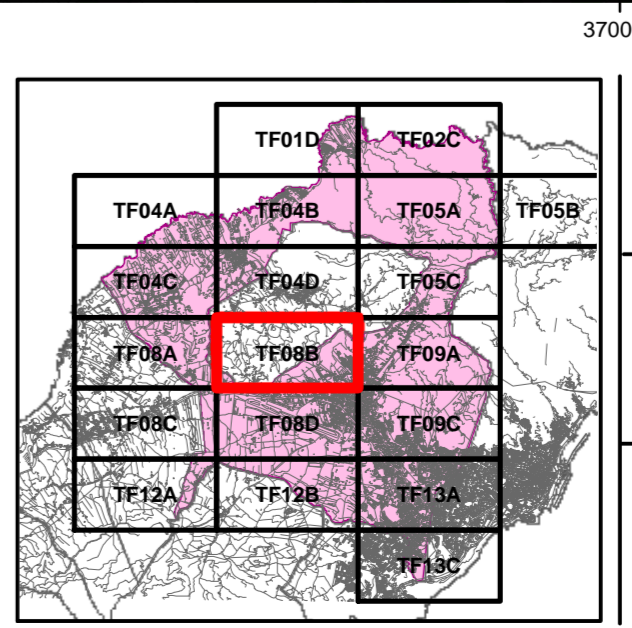 3700
TF01D TF02C
TF04A TF04B TF05A TF05B
TF04C TF04D TF05C
TF08A TF08B TF09A
TF08C TF08D TF09C
TF12A TF12B TF13A
TF13C